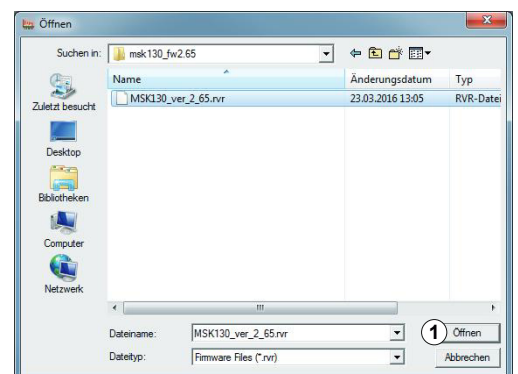 Öffnen
Suchen in: msk130_fw2.65
Name Änderungsdatum Typ
MSK130_ver_2_65.rvr 23.03.2016 13:05 RVR-Datei
Zuletzt besucht
Desktop
Bibliotheken
Computer
Netzwerk
Dateiname: MSK130_ver_2_65.rvr 1 Öffnen
Dateityp: Firmware Files (*.rvr) Abbrechen